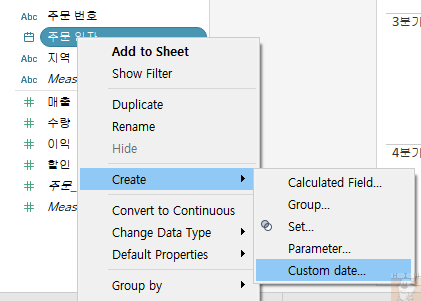 Abc 주문 번호
주문 일자
Abc 지역
Abc Meas
# 매출
# 수량
# 이익
# 할인
# 주문_
# Meas
Add to Sheet
Show Filter
Duplicate
Rename
Hide
Create
Convert to Continuous
Change Data Type
Default Properties
Group by
Calculated Field...
Group...
Set...
Parameter...
Custom date...
3분기
4분기